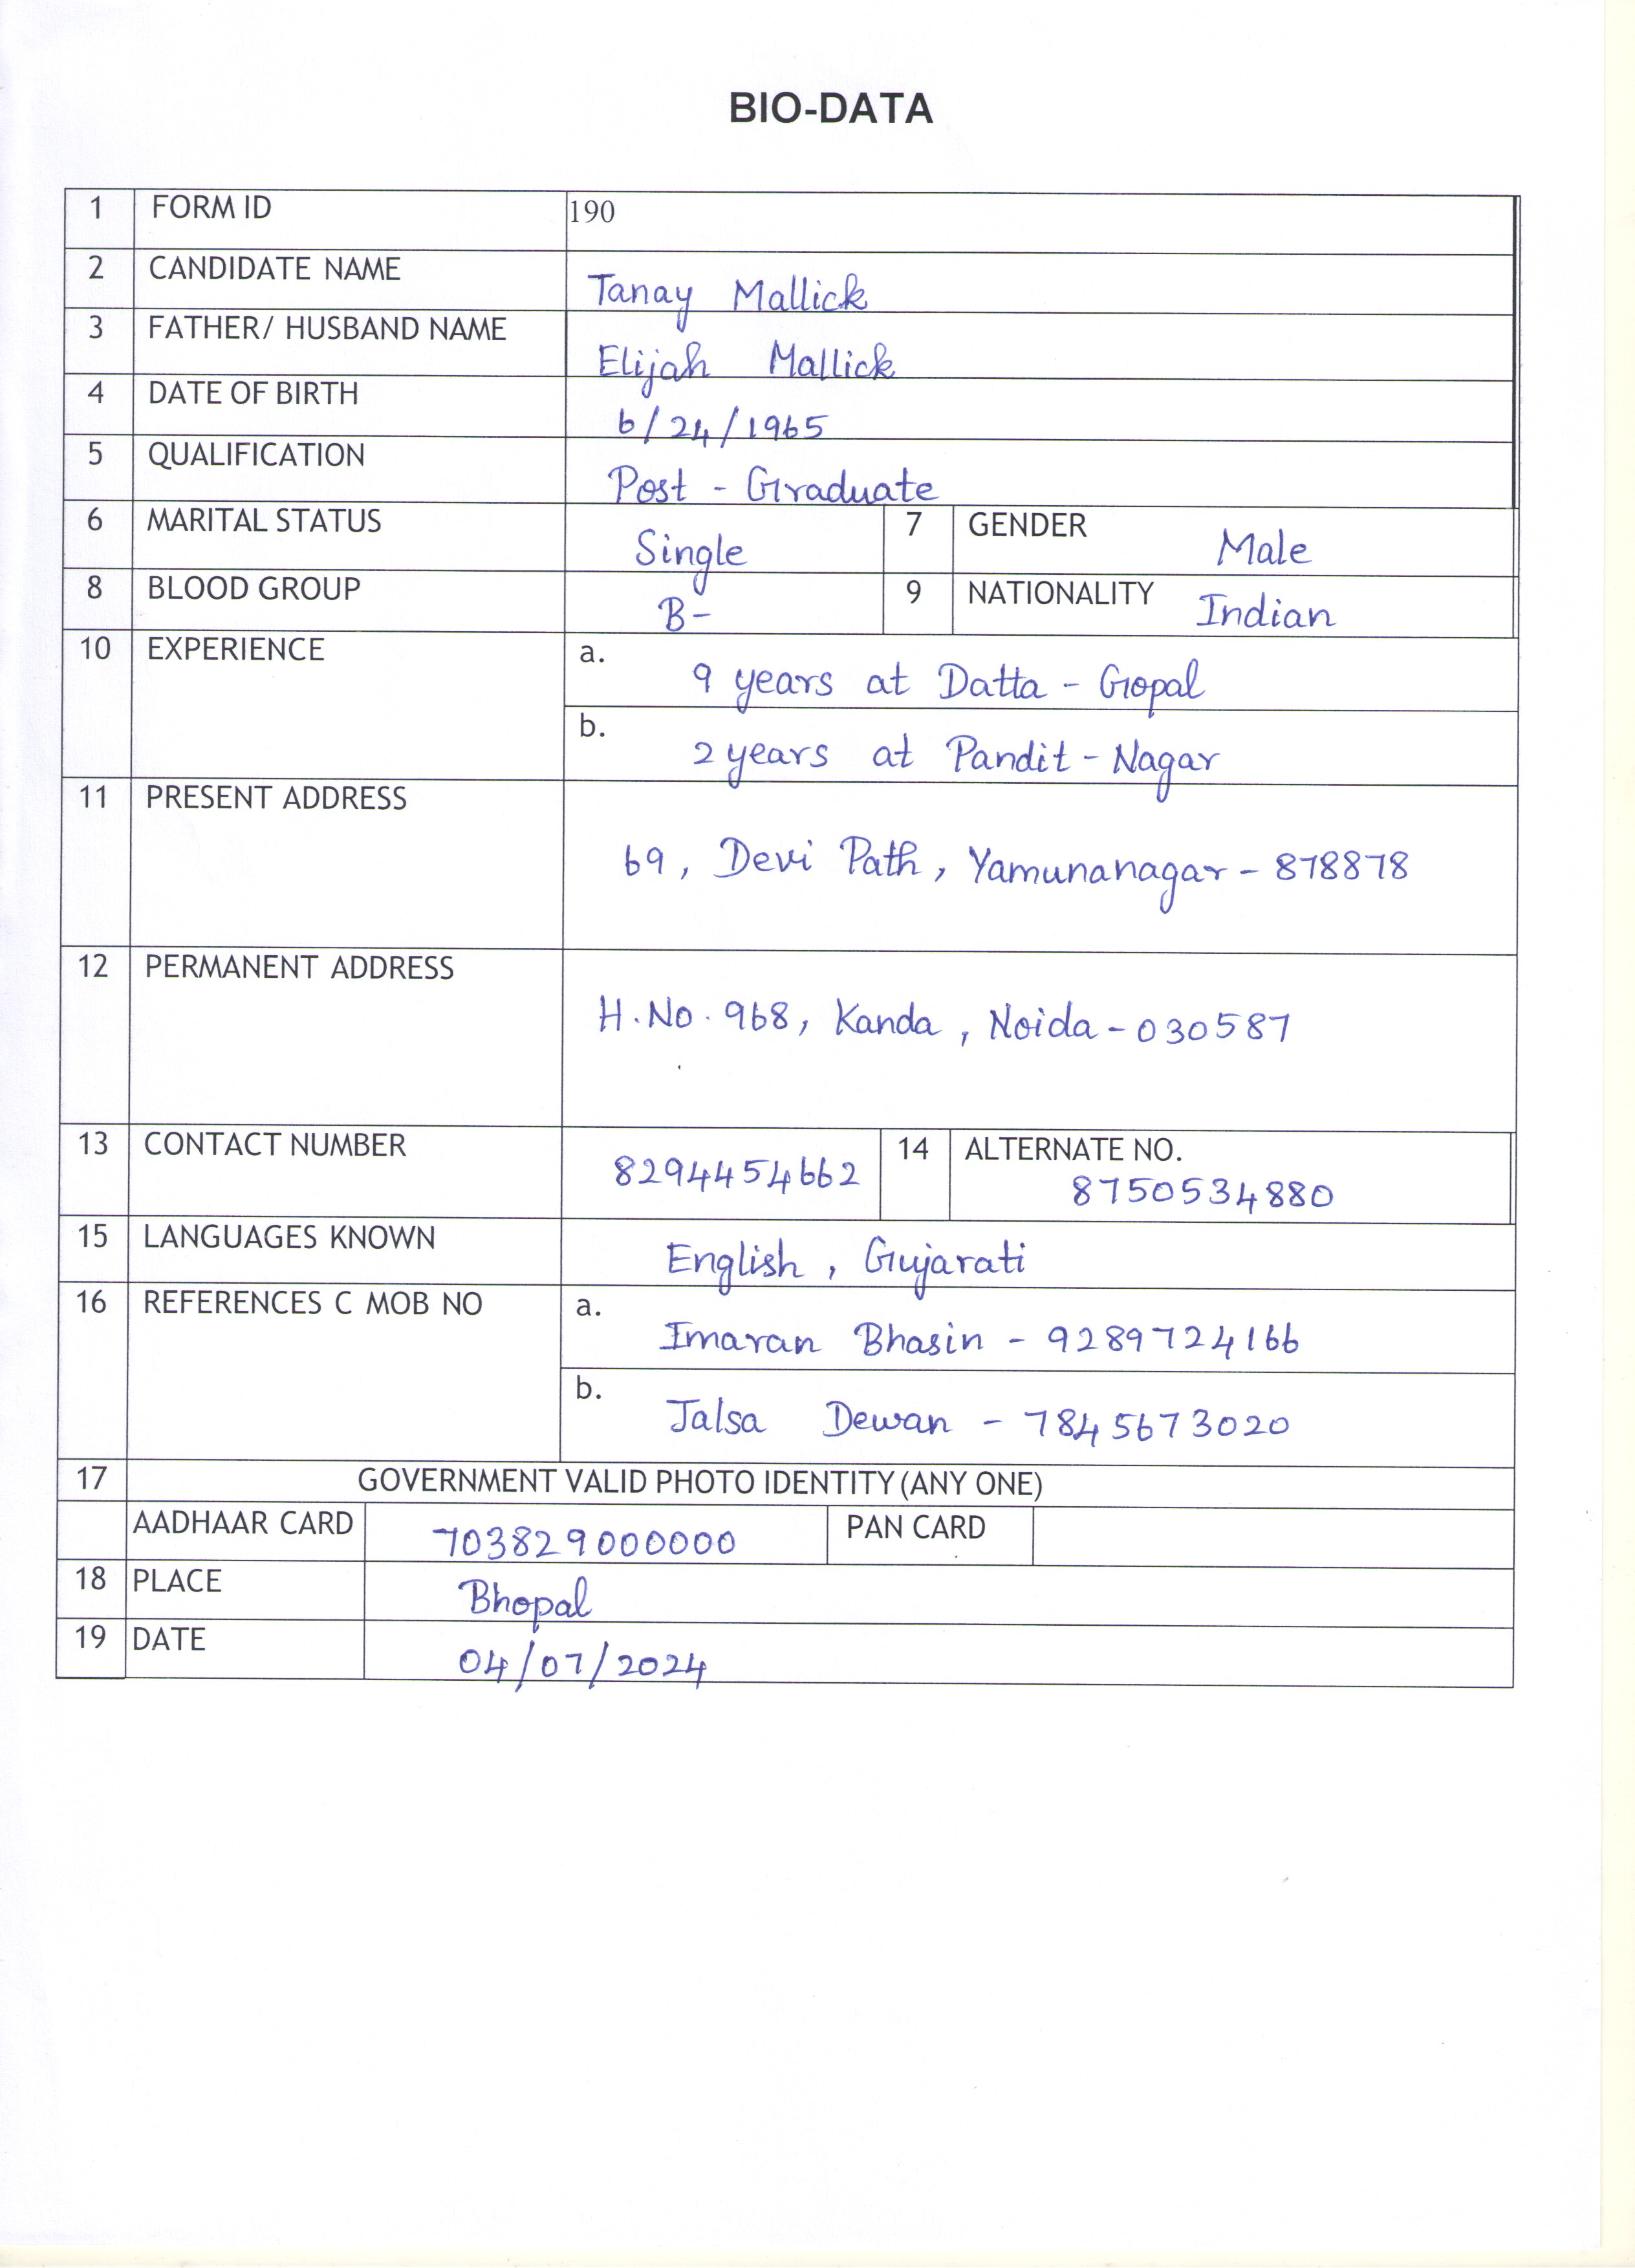 BIO-DATA
1 FORM ID 190
2 CANDIDATE NAME Tanay Mallick
3 FATHER/ HUSBAND NAME Elijah Mallick
4 DATE OF BIRTH 6/24/1965
5 QUALIFICATION Post - Graduate
6 MARITAL STATUS Single 7 GENDER Male
8 BLOOD GROUP B- 9 NATIONALITY Indian
10 EXPERIENCE a. 9 years at Datta - Gopal
b. 2 years at Pandit - Nagar
11 PRESENT ADDRESS 69, Devi Path, Yamunanagar - 878878
12 PERMANENT ADDRESS H.No. 968, Kanda, Noida - 030587
13 CONTACT NUMBER 8294454662 14 ALTERNATE NO. 8750534880
15 LANGUAGES KNOWN English, Gujarati
16 REFERENCES C MOB NO a. Imaran Bhasin - 9289724166
b. Jalsa Dewan - 7845673020
17 GOVERNMENT VALID PHOTO IDENTITY (ANY ONE)
AADHAAR CARD 703829000000 PAN CARD
18 PLACE Bhopal
19 DATE 04/07/2024